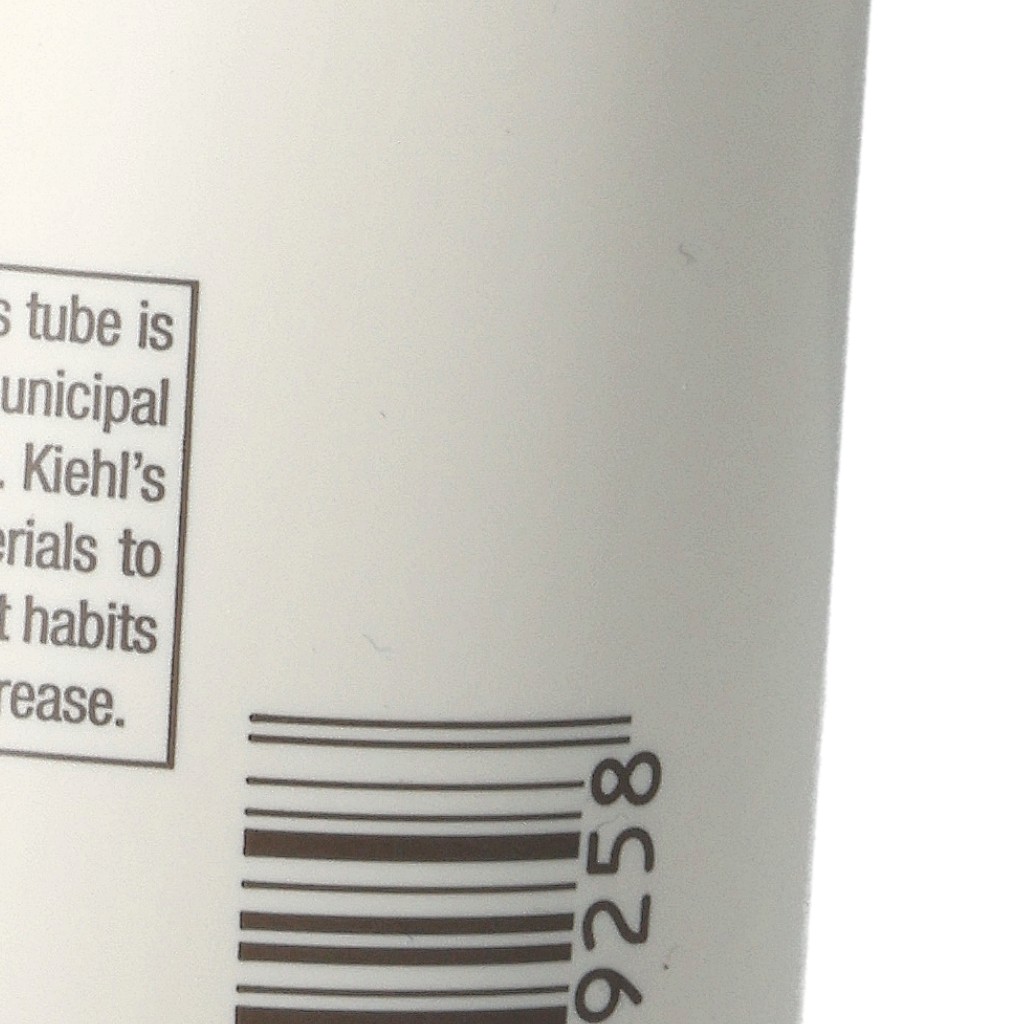 s tube is
unicipal
. Kiehl's
erials to
t habits
rease.
9258